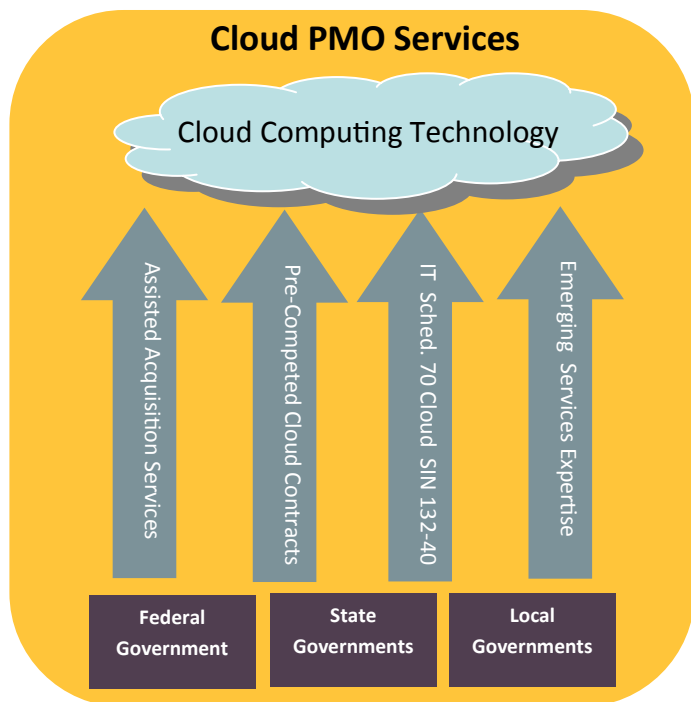 Cloud PMO Services
Cloud Computing Technology
Assisted Acquisition Services
Pre-Competed Cloud Contracts
IT Sched. 70 Cloud SIN 132-40
Emerging Services Expertise
Federal
Government
State
Governments
Local
Governments